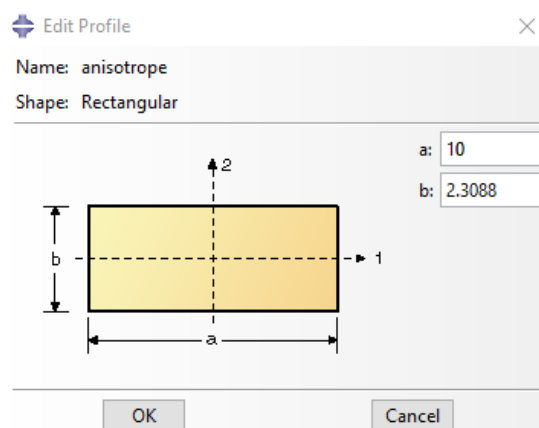 Edit Profile
Name: anisotrope
Shape: Rectangular
a: 10
b: 2.3088
2
b
1
a
OK
Cancel